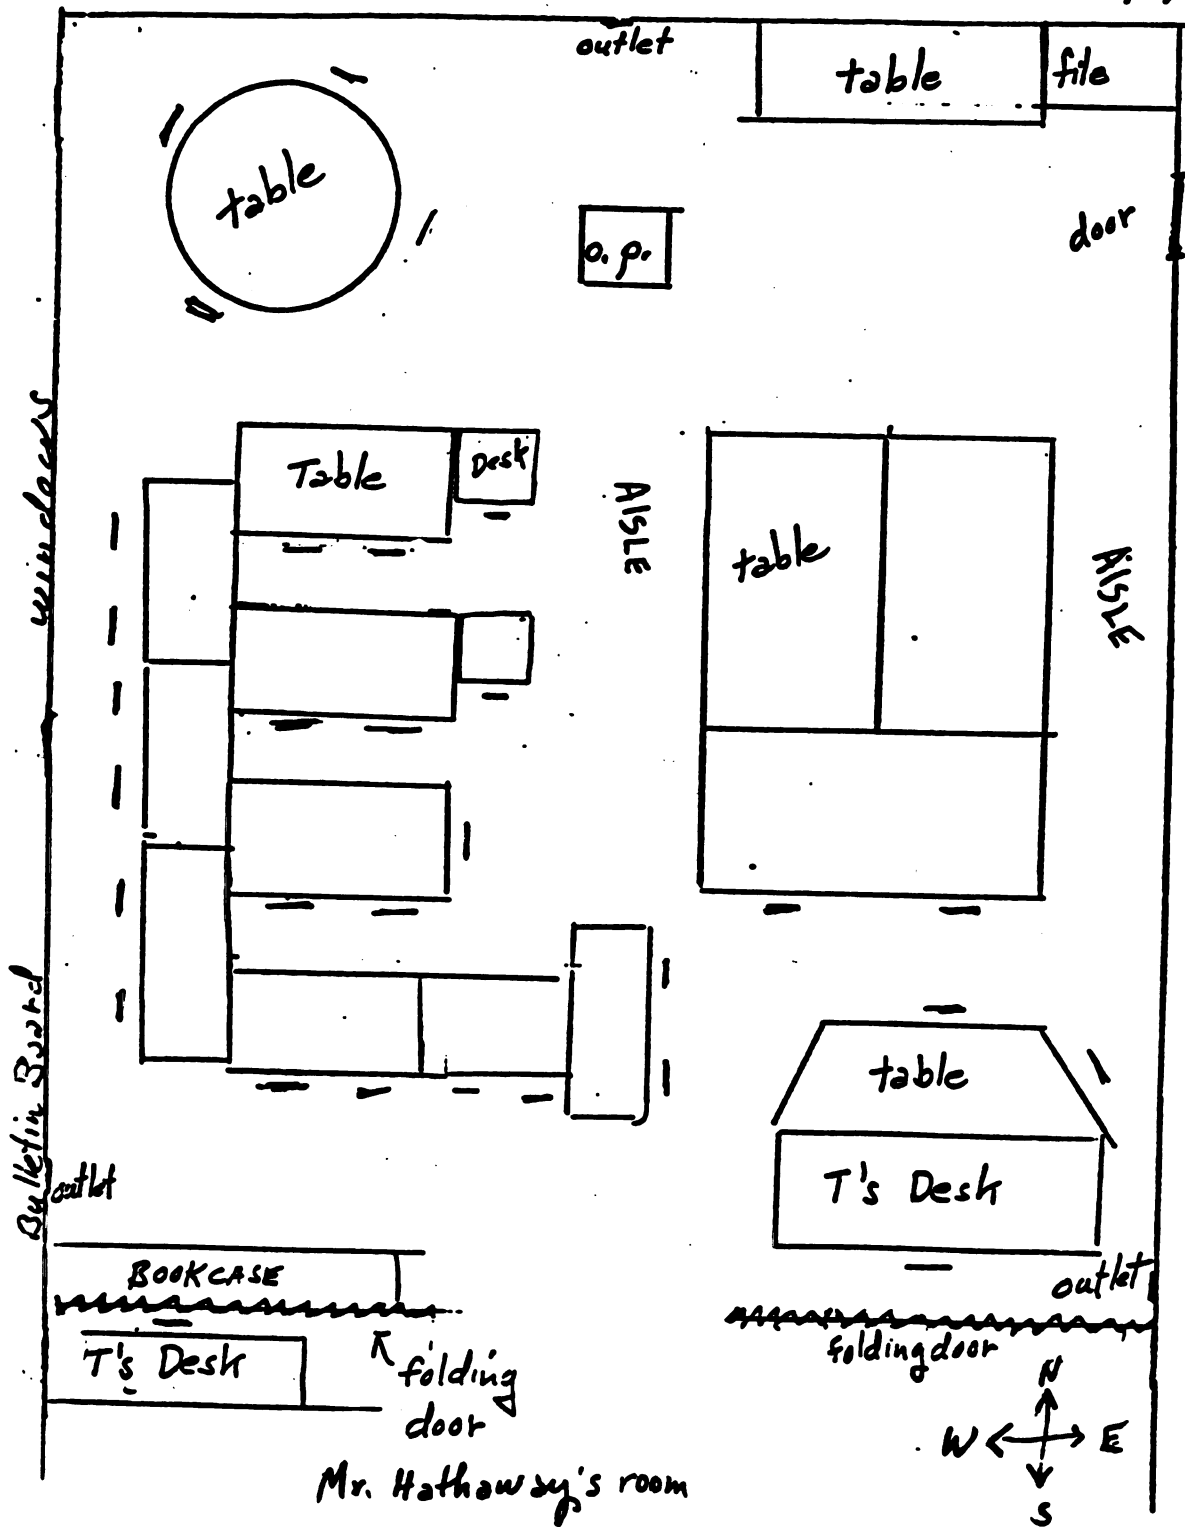 outlet
table
file
table
o. p.
door
windows
Table
Desk
AISLE
table
AISLE
Bulletin Board
table
T's Desk
outlet
BOOKCASE
outlet
folding door
T's Desk
folding
door
N
W E
S
Mr. Hathaway's room